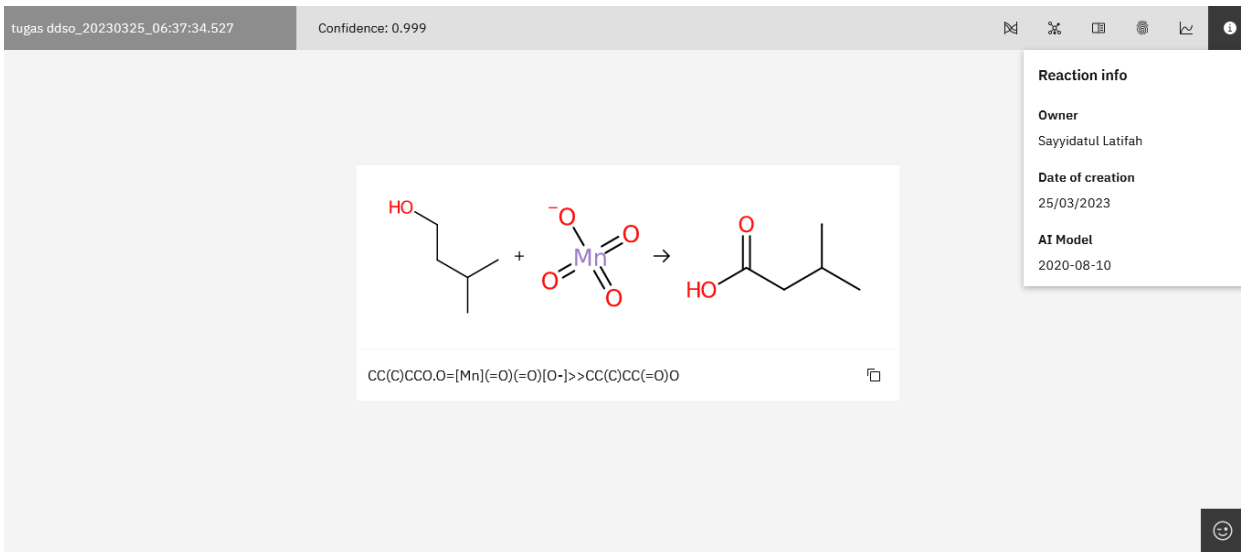 tugas ddso_20230325_06:37:34.527
Confidence: 0.999
Reaction info
Owner
Sayyidatul Latifah
Date of creation
25/03/2023
AI Model
2020-08-10
HO
+
−O
O
Mn
O
O
→
O
HO
CC(C)CCO.O=[Mn](=O)(=O)[O-]>>CC(C)CC(=O)O